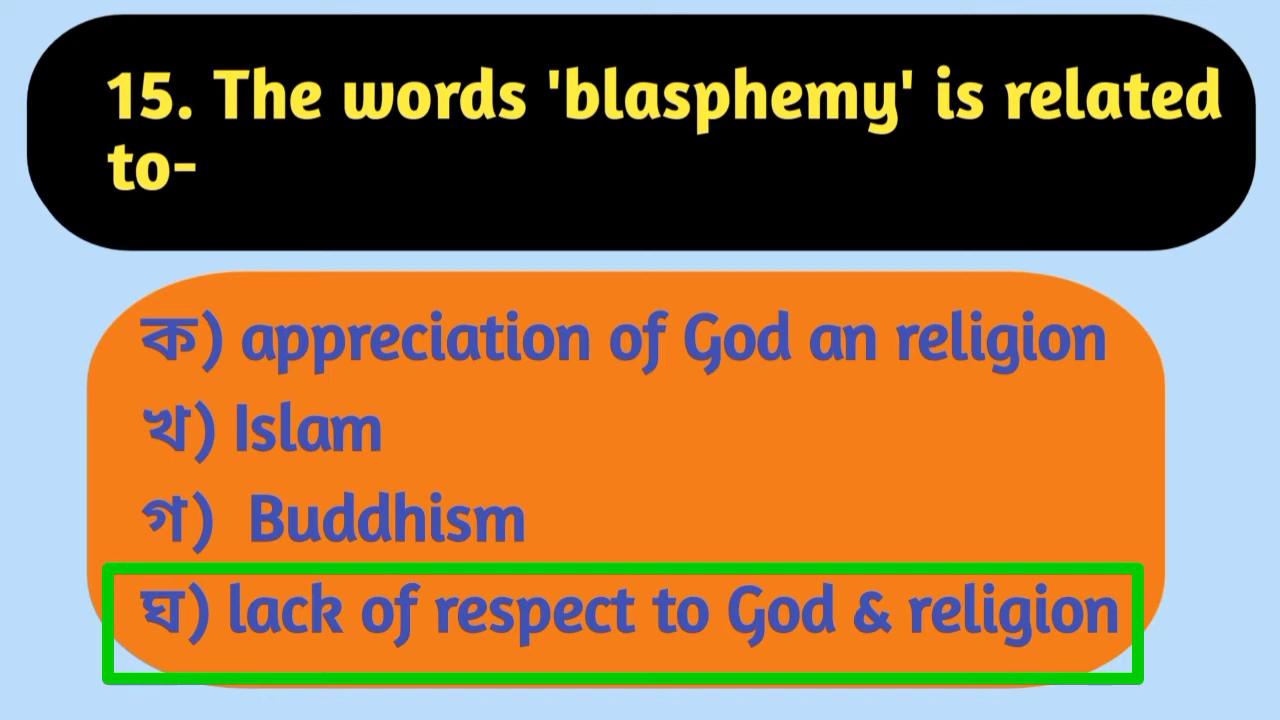 15. The words 'blasphemy' is related
to-
ক) appreciation of God an religion
খ) Islam
গ) Buddhism
ঘ) lack of respect to God & religion